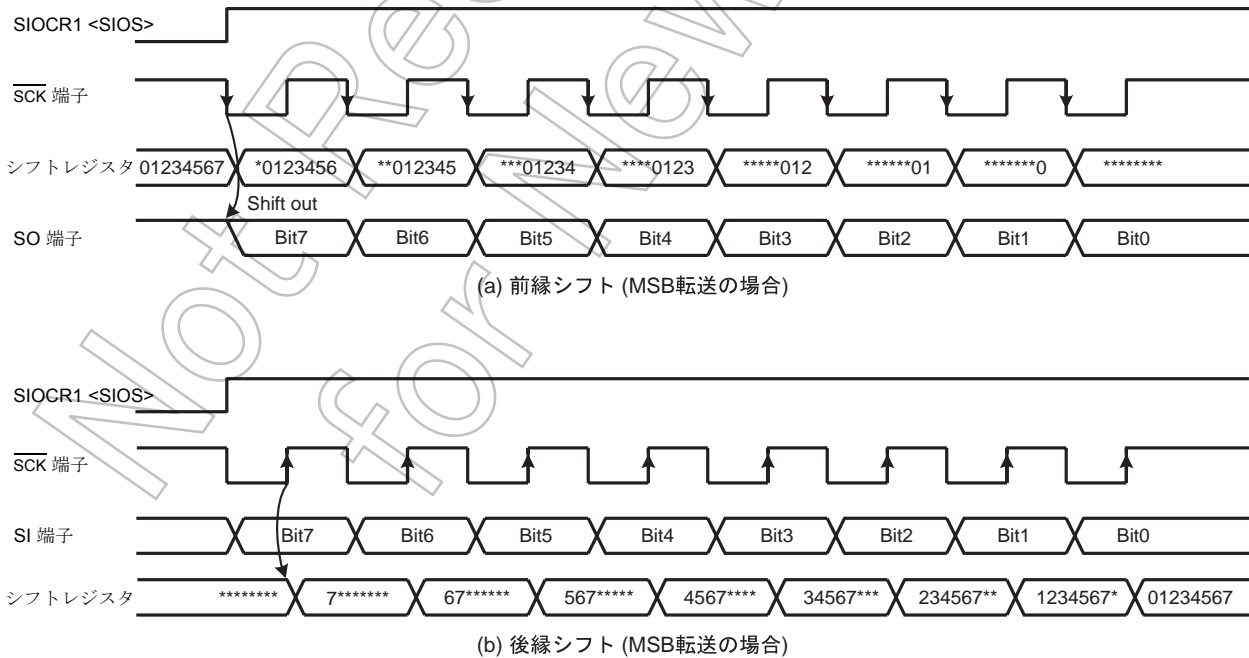 SIOCR1 <SIOS>
SCK 端子
シフトレジスタ 01234567 *0123456 **012345 ***01234 ****0123 *****012 ******01 *******0 ********
Shift out
SO 端子 Bit7 Bit6 Bit5 Bit4 Bit3 Bit2 Bit1 Bit0
(a) 前縁シフト (MSB転送の場合)
SIOCR1 <SIOS>
SCK 端子
SI 端子 Bit7 Bit6 Bit5 Bit4 Bit3 Bit2 Bit1 Bit0
シフトレジスタ ******** 7******* 67****** 567***** 4567**** 34567*** 234567** 1234567* 01234567
(b) 後縁シフト (MSB転送の場合)
Not Re
for New